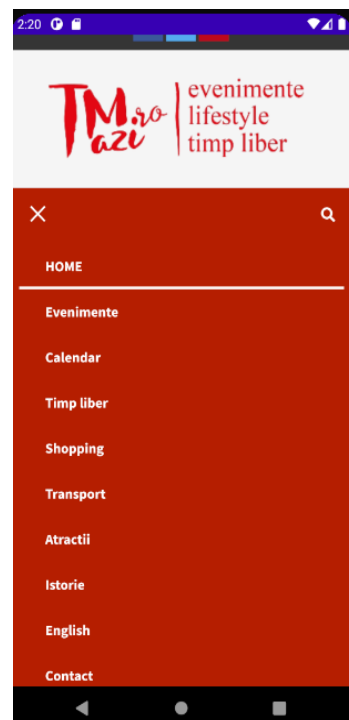 2:20
TM.ro
azi
evenimente
lifestyle
timp liber
HOME
Evenimente
Calendar
Timp liber
Shopping
Transport
Atractii
Istorie
English
Contact